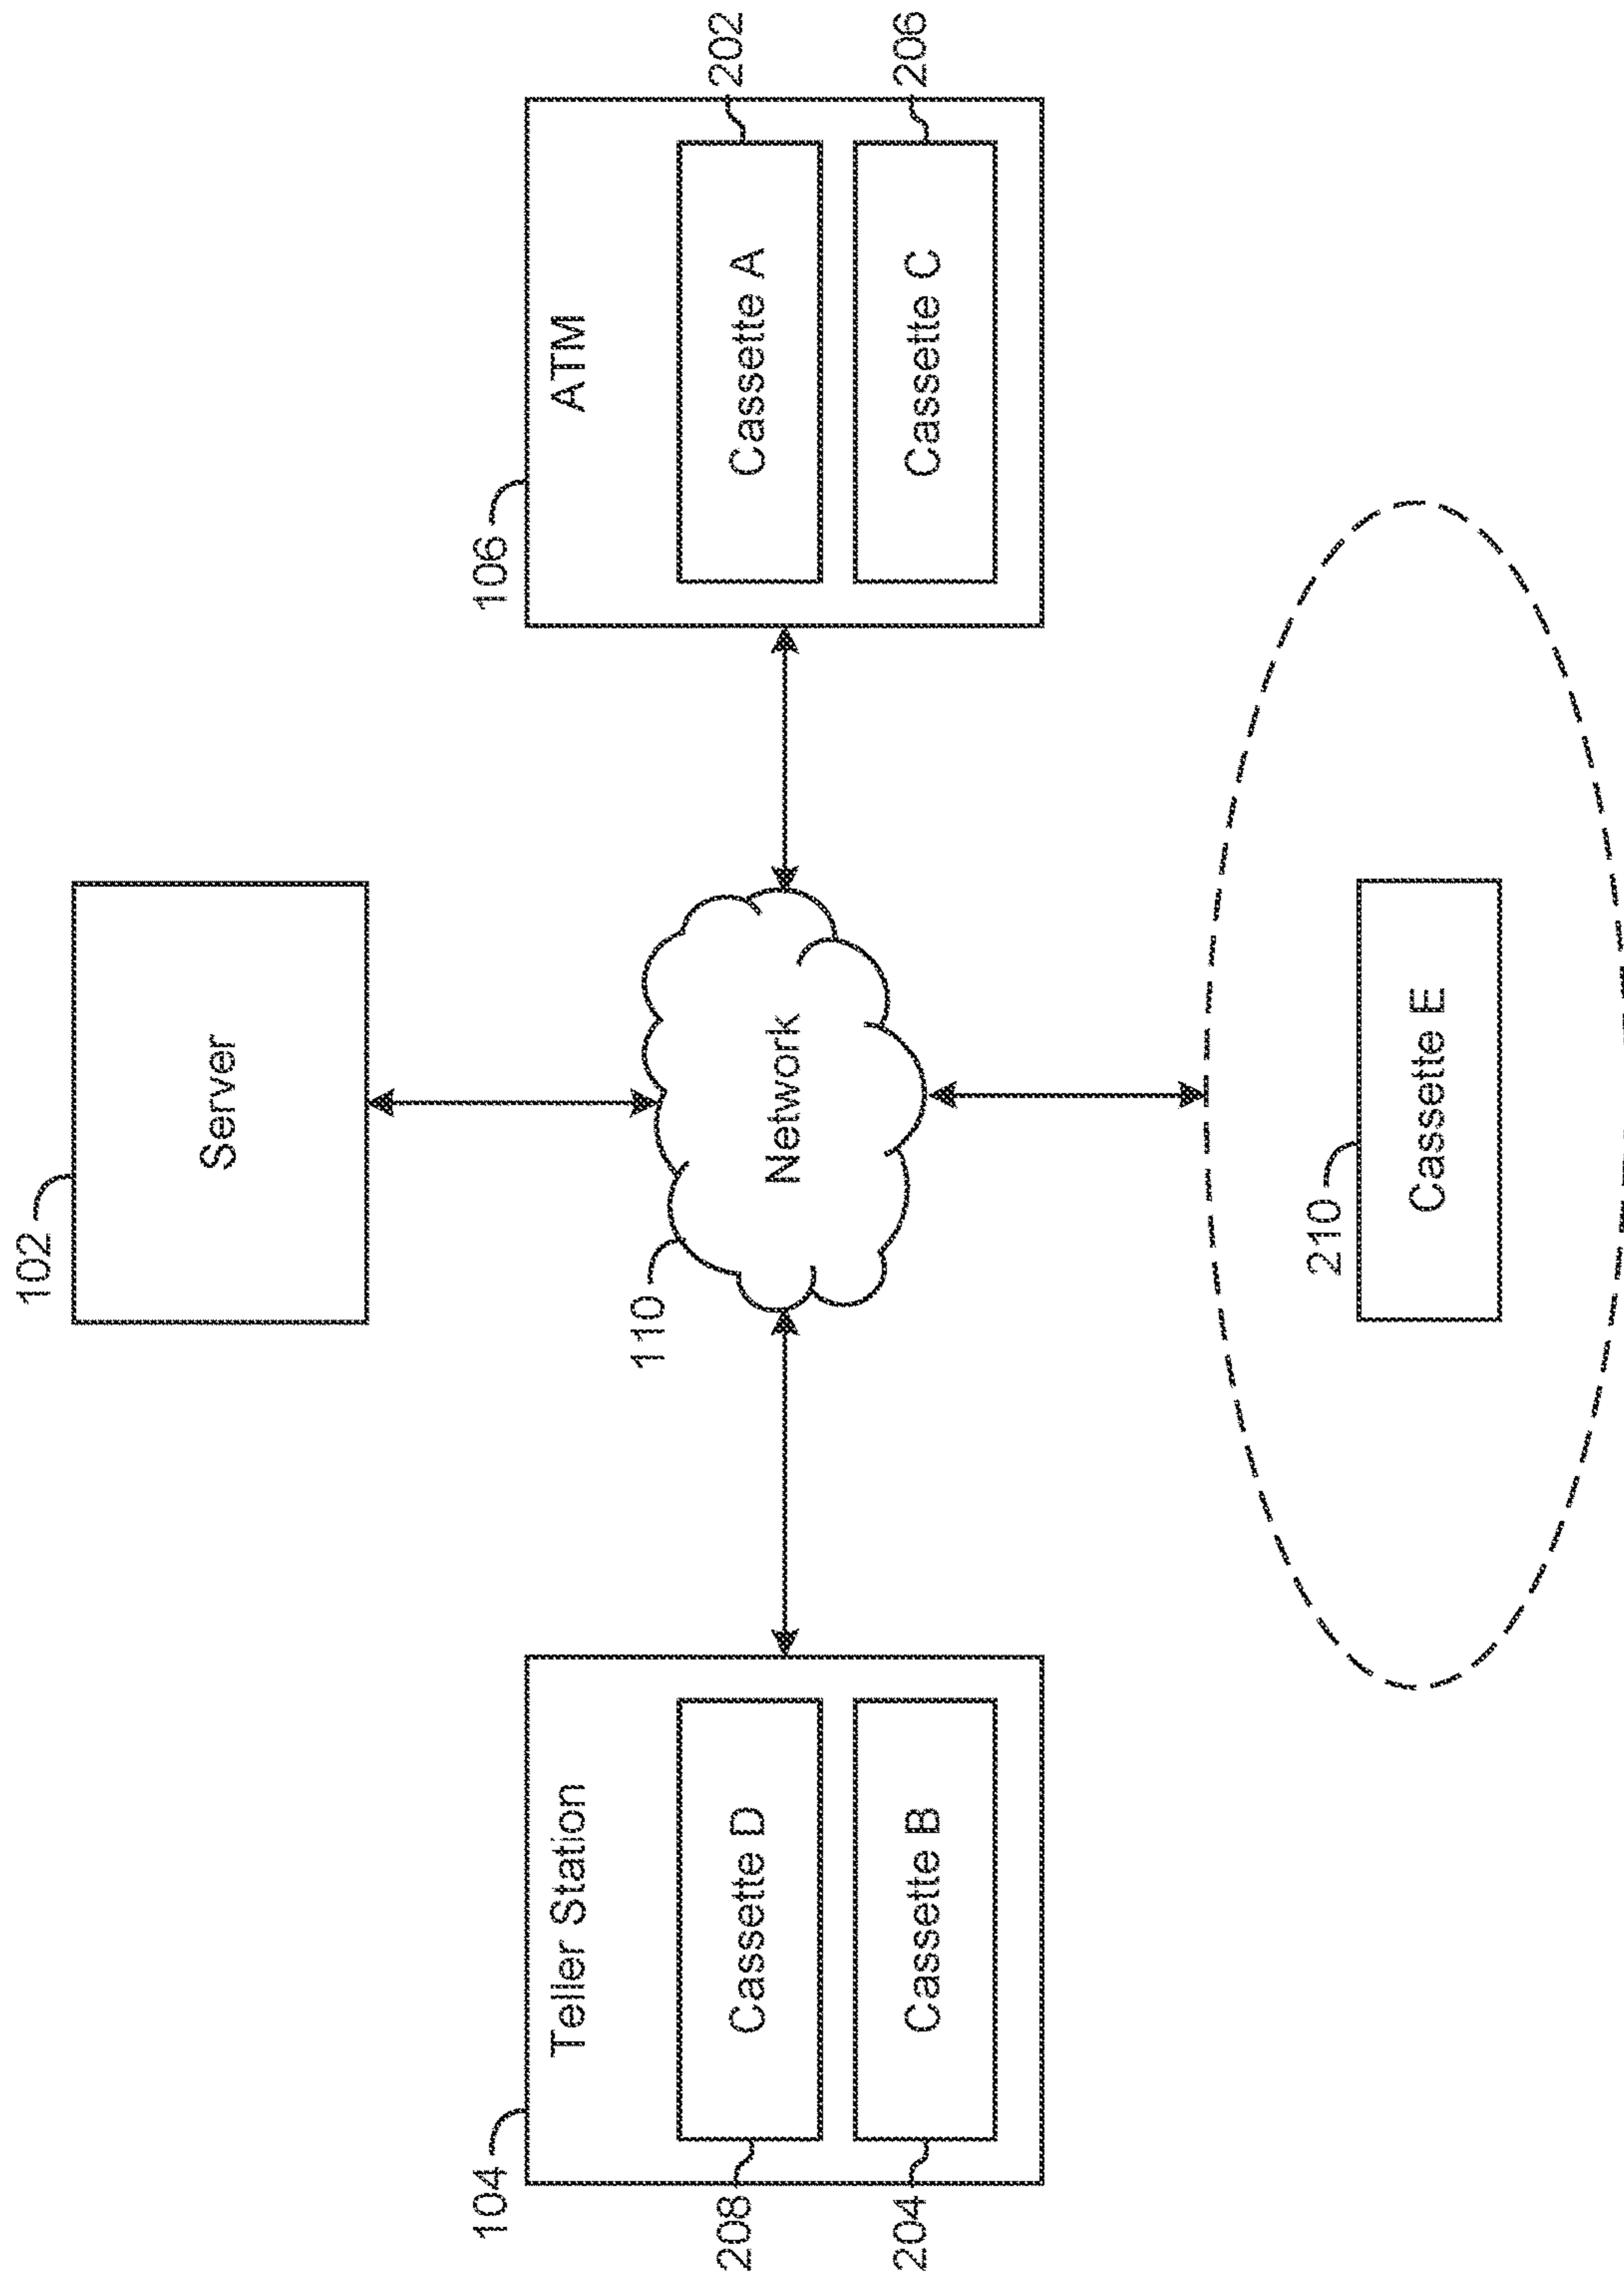 102
Server
104
Teller Station
208
Cassette D
204
Cassette B
110
Network
106
ATM
Cassette A
202
Cassette C
206
210
Cassette E